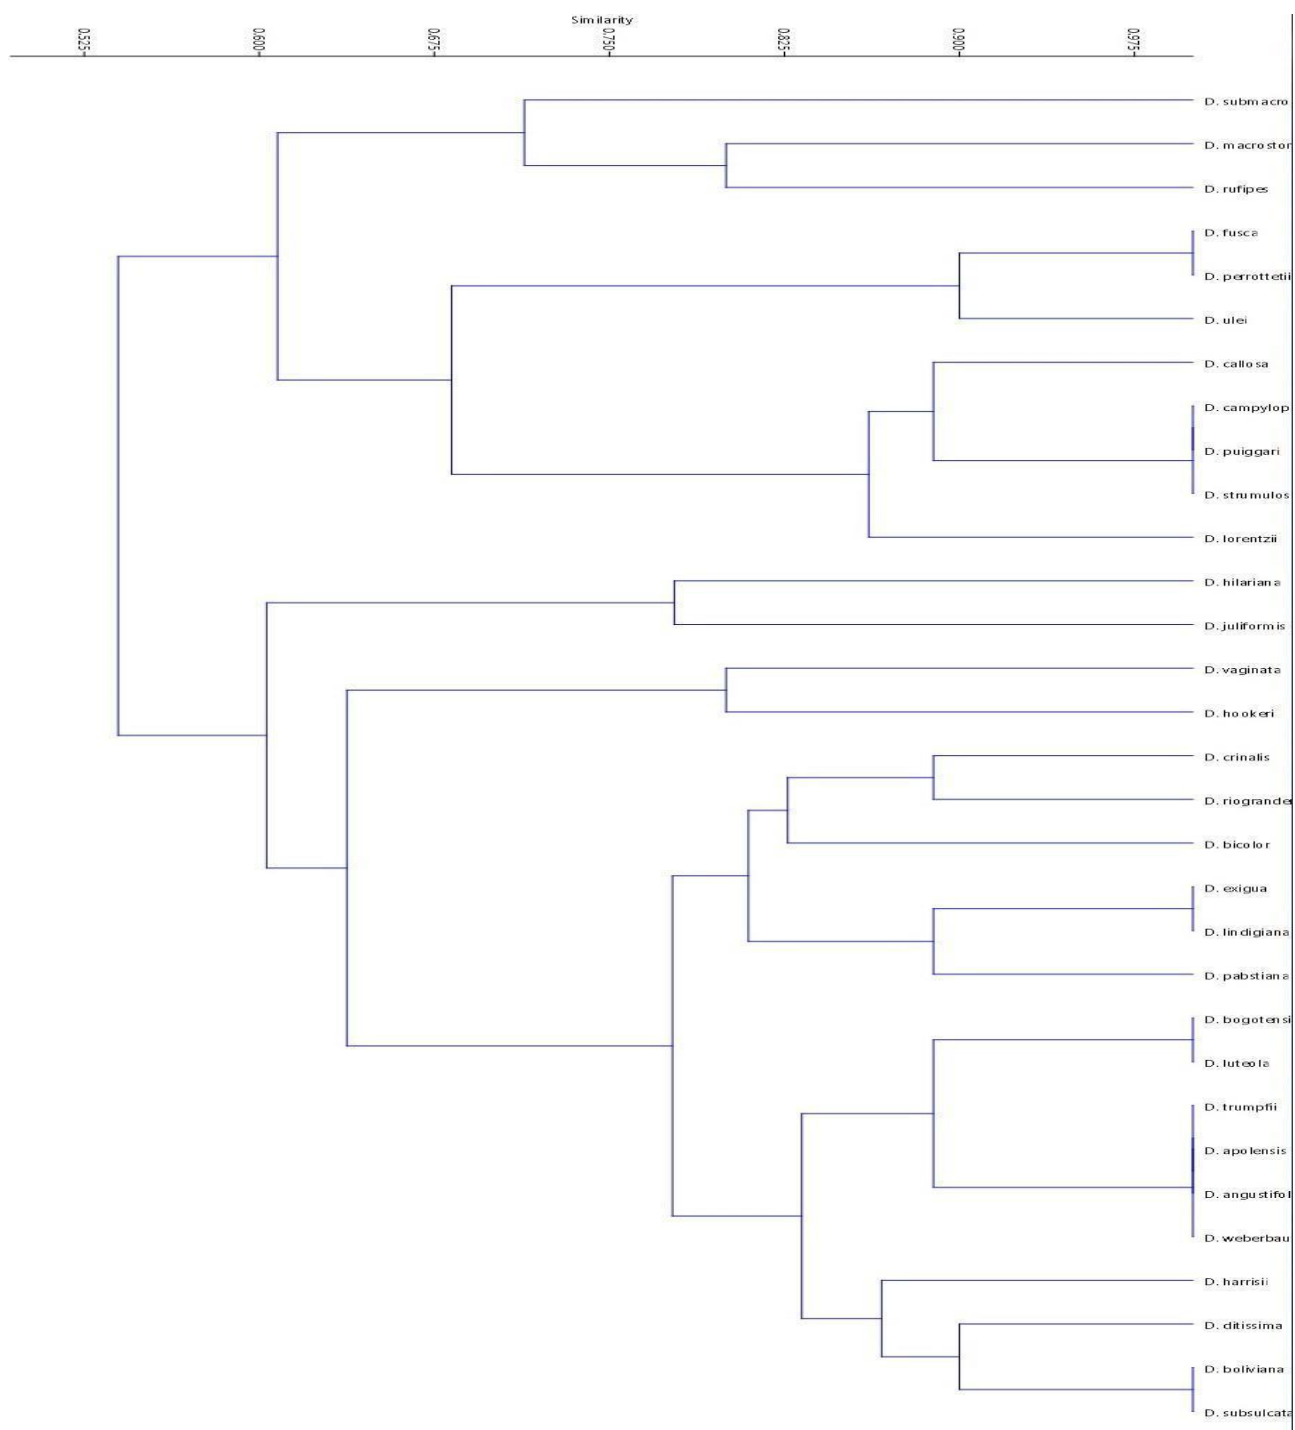 Similarity
0.525 0.600 0.675 0.750 0.825 0.900 0.975
D. submacro
D. macrostor
D. rufipes
D. fusca
D. perrottetii
D. ulei
D. callosa
D. campylop
D. puiggari
D. strumulos
D. lorentzii
D. hilariana
D. juliformis
D. vaginata
D. hookeri
D. crinalis
D. riogrande
D. bicolor
D. exigua
D. lindigiana
D. pabstiana
D. bogotensi
D. luteola
D. trumpfii
D. apolensis
D. angustifol
D. weberbau
D. harrisii
D. ditissima
D. boliviana
D. subsulcata